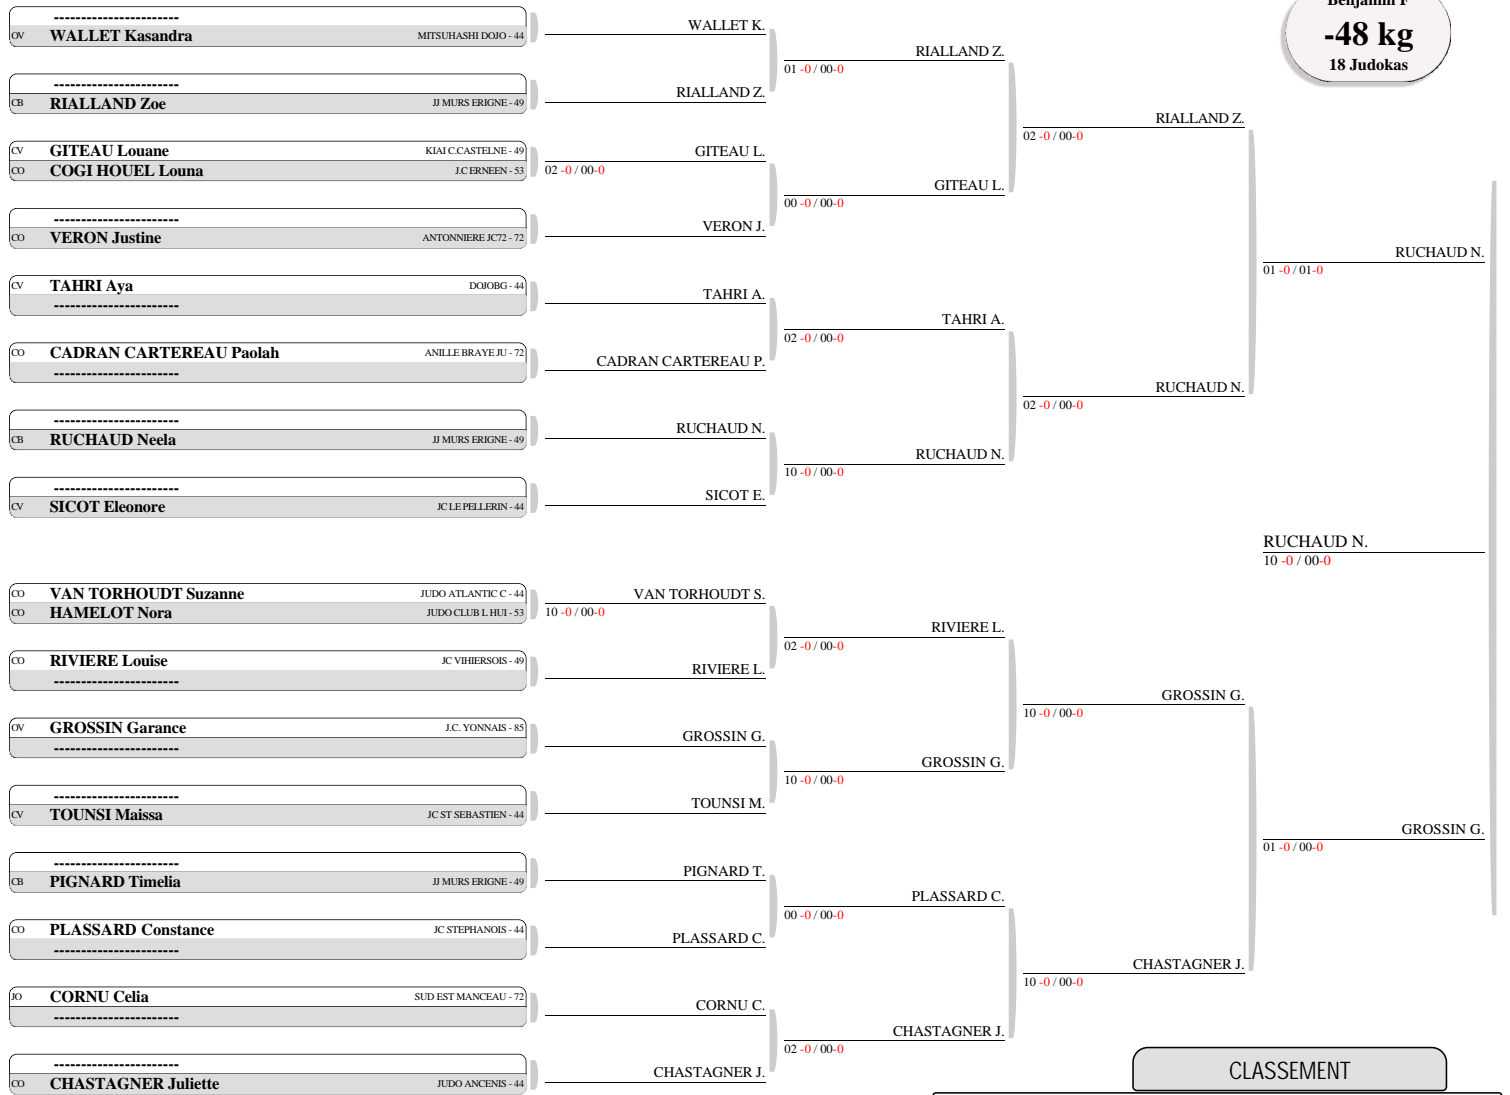 Benjamin F
-48 kg
18 Judokas
-----------------------
OV WALLET Kasandra MITSUHASHI DOJO - 44
-----------------------
CB RIALLAND Zoe JJ MURS ERIGNE - 49
CV GITEAU Louane KIAI C.CASTELNE - 49
CO COGI HOUEL Louna J.C ERNEEN - 53
-----------------------
CO VERON Justine ANTONNIERE JC72 - 72
CV TAHRI Aya DOJOBG - 44
-----------------------
CO CADRAN CARTEREAU Paolah ANILLE BRAYE JU - 72
-----------------------
-----------------------
CB RUCHAUD Neela JJ MURS ERIGNE - 49
-----------------------
CV SICOT Eleonore JC LE PELLERIN - 44
CO VAN TORHOUDT Suzanne JUDO ATLANTIC C - 44
CO HAMELOT Nora JUDO CLUB L HUI - 53
CO RIVIERE Louise JC VIHIERSOIS - 49
-----------------------
OV GROSSIN Garance J.C. YONNAIS - 85
-----------------------
-----------------------
CV TOUNSI Maissa JC ST SEBASTIEN - 44
-----------------------
CB PIGNARD Timelia JJ MURS ERIGNE - 49
CO PLASSARD Constance JC STEPHANOIS - 44
-----------------------
JO CORNU Celia SUD EST MANCEAU - 72
-----------------------
-----------------------
CO CHASTAGNER Juliette JUDO ANCENIS - 44
WALLET K.
RIALLAND Z.
GITEAU L.
02 -0 / 00-0
VERON J.
TAHRI A.
CADRAN CARTEREAU P.
RUCHAUD N.
SICOT E.
VAN TORHOUDT S.
10 -0 / 00-0
RIVIERE L.
GROSSIN G.
TOUNSI M.
PIGNARD T.
PLASSARD C.
CORNU C.
CHASTAGNER J.
RIALLAND Z.
01 -0 / 00-0
GITEAU L.
00 -0 / 00-0
TAHRI A.
02 -0 / 00-0
RUCHAUD N.
10 -0 / 00-0
RIVIERE L.
02 -0 / 00-0
GROSSIN G.
10 -0 / 00-0
PLASSARD C.
00 -0 / 00-0
CHASTAGNER J.
02 -0 / 00-0
RIALLAND Z.
02 -0 / 00-0
RUCHAUD N.
02 -0 / 00-0
GROSSIN G.
10 -0 / 00-0
CHASTAGNER J.
10 -0 / 00-0
RUCHAUD N.
01 -0 / 01-0
RUCHAUD N.
10 -0 / 00-0
GROSSIN G.
01 -0 / 00-0
CLASSEMENT